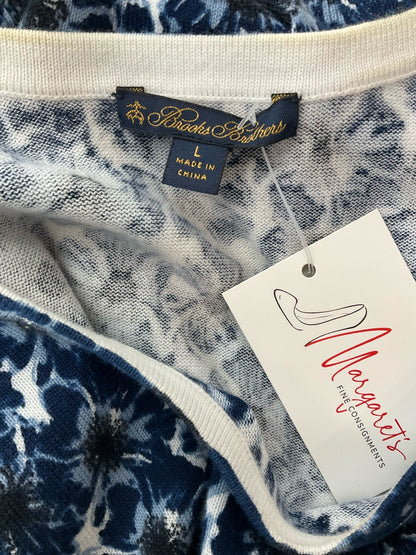 Brooks Brothers
L
MADE IN
CHINA
Margaret's
FINE CONSIGNMENTS